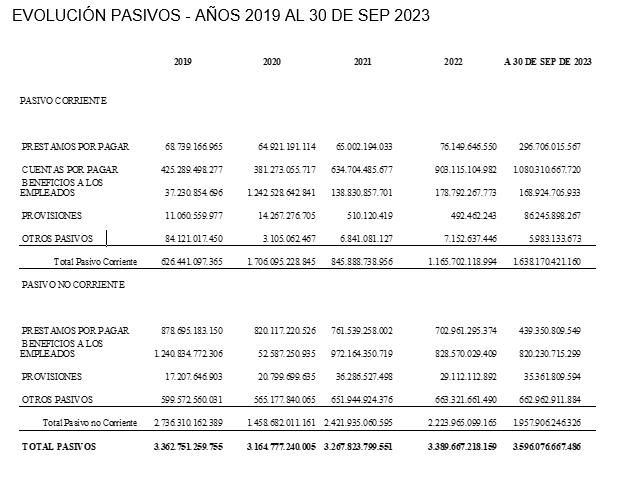 EVOLUCIÓN PASIVOS - AÑOS 2019 AL 30 DE SEP 2023
2019 2020 2021 2022 A 30 DE SEP DE 2023
PASIVO CORRIENTE
PRESTAMOS POR PAGAR 68.739.166.965 64.921.191.114 65.002.194.033 76.149.646.550 296.706.015.567
CUENTAS POR PAGAR 425.289.498.277 381.273.055.717 634.704.485.677 903.115.104.982 1.080.310.667.720
BENEFICIOS A LOS
EMPLEADOS 37.230.854.696 1.242.528.642.841 138.830.857.701 178.792.267.773 168.924.705.933
PROVISIONES 11.060.559.977 14.267.276.705 510.120.419 492.462.243 86.245.898.267
OTROS PASIVOS 84.121.017.450 3.105.062.467 6.841.081.127 7.152.637.446 5.983.133.673
Total Pasivo Corriente 626.441.097.365 1.706.095.228.845 845.888.738.956 1.165.702.118.994 1.638.170.421.160
PASIVO NO CORRIENTE
PRESTAMOS POR PAGAR 878.695.183.150 820.117.220.526 761.539.258.002 702.961.295.374 439.350.809.549
BENEFICIOS A LOS
EMPLEADOS 1.240.834.772.306 52.587.250.935 972.164.350.719 828.570.029.409 820.230.715.299
PROVISIONES 17.207.646.903 20.799.699.635 36.286.527.498 29.112.112.892 35.361.809.594
OTROS PASIVOS 599.572.560.031 565.177.840.065 651.944.924.376 663.321.661.490 662.962.911.884
Total Pasivo no Corriente 2.736.310.162.389 1.458.682.011.161 2.421.935.060.595 2.223.965.099.165 1.957.906.246.326
TOTAL PASIVOS 3.362.751.259.755 3.164.777.240.005 3.267.823.799.551 3.389.667.218.159 3.596.076.667.486